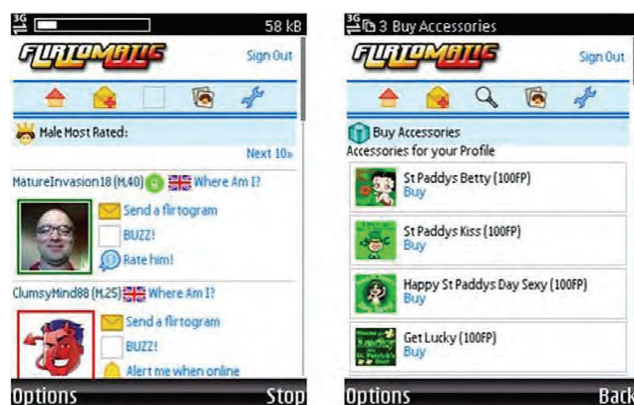 3G
58 kB
FLIRTOMATIC
Sign Out
Male Most Rated:
Next 10»
MatureInvasion18 (M,40) Where Am I?
Send a flirtogram
BUZZ!
Rate him!
ClumsyMind88 (M,25) Where Am I?
Send a flirtogram
BUZZ!
Alert me when online
Options Stop
3G
3 Buy Accessories
FLIRTOMATIC
Sign Out
Buy Accessories
Accessories for your Profile
St Paddys Betty (100FP)
Buy
St Paddys Kiss (100FP)
Buy
Happy St Paddys Day Sexy (100FP)
Buy
Get Lucky (100FP)
Buy
Options Back